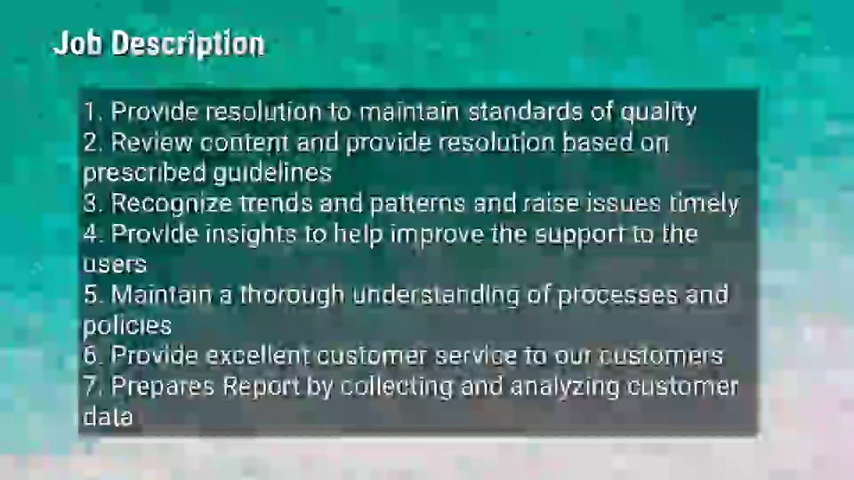 Job Description
1. Provide resolution to maintain standards of quality
2. Review content and provide resolution based on
prescribed guidelines
3. Recognize trends and patterns and raise issues timely
4. Provide insights to help improve the support to the
users
5. Maintain a thorough understanding of processes and
policies
6. Provide excellent customer service to our customers
7. Prepares Report by collecting and analyzing customer
data